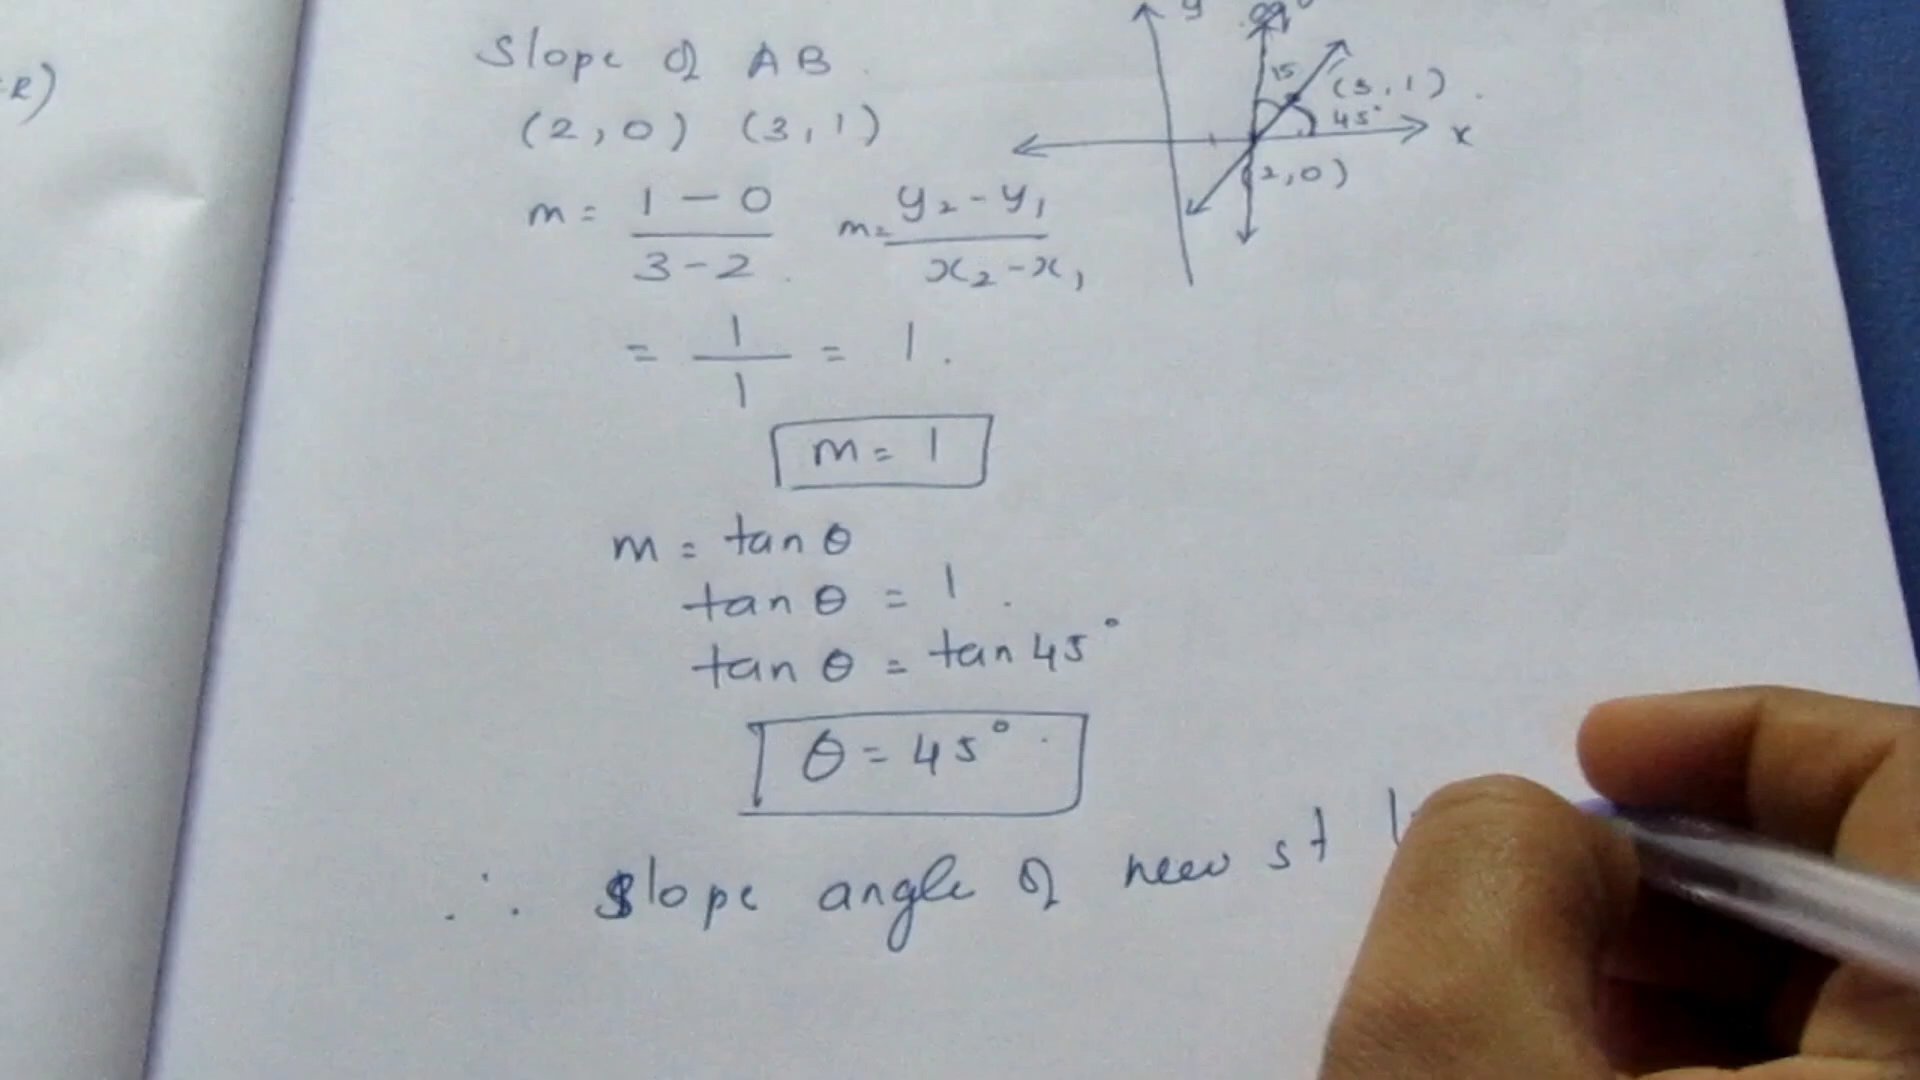 -R)
Slope of AB
(2,0) (3,1)
m = 1-0 / 3-2 m = y₂-y₁ / x₂-x₁
= 1/1 = 1.
m = 1
m = tan θ
tan θ = 1.
tan θ = tan 45°
θ = 45°
∴ slope angle of new st
y
15
(3,1)
45°
x
(2,0)